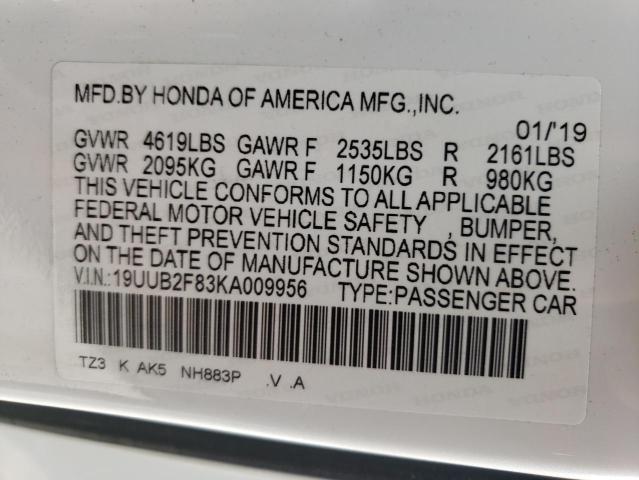 MFD.BY HONDA OF AMERICA MFG.,INC.
01/'19
GVWR 4619LBS GAWR F 2535LBS R 2161LBS
GVWR 2095KG GAWR F 1150KG R 980KG
THIS VEHICLE CONFORMS TO ALL APPLICABLE
FEDERAL MOTOR VEHICLE SAFETY , BUMPER,
AND THEFT PREVENTION STANDARDS IN EFFECT
ON THE DATE OF MANUFACTURE SHOWN ABOVE.
V.I.N.:19UUB2F83KA009956 TYPE:PASSENGER CAR
TZ3 K AK5 NH883P .V .A